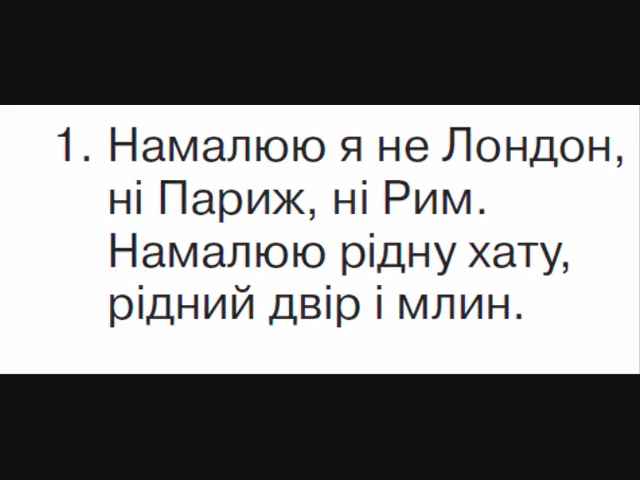 1. Намалюю я не Лондон,
ні Париж, ні Рим.
Намалюю рідну хату,
рідний двір і млин.